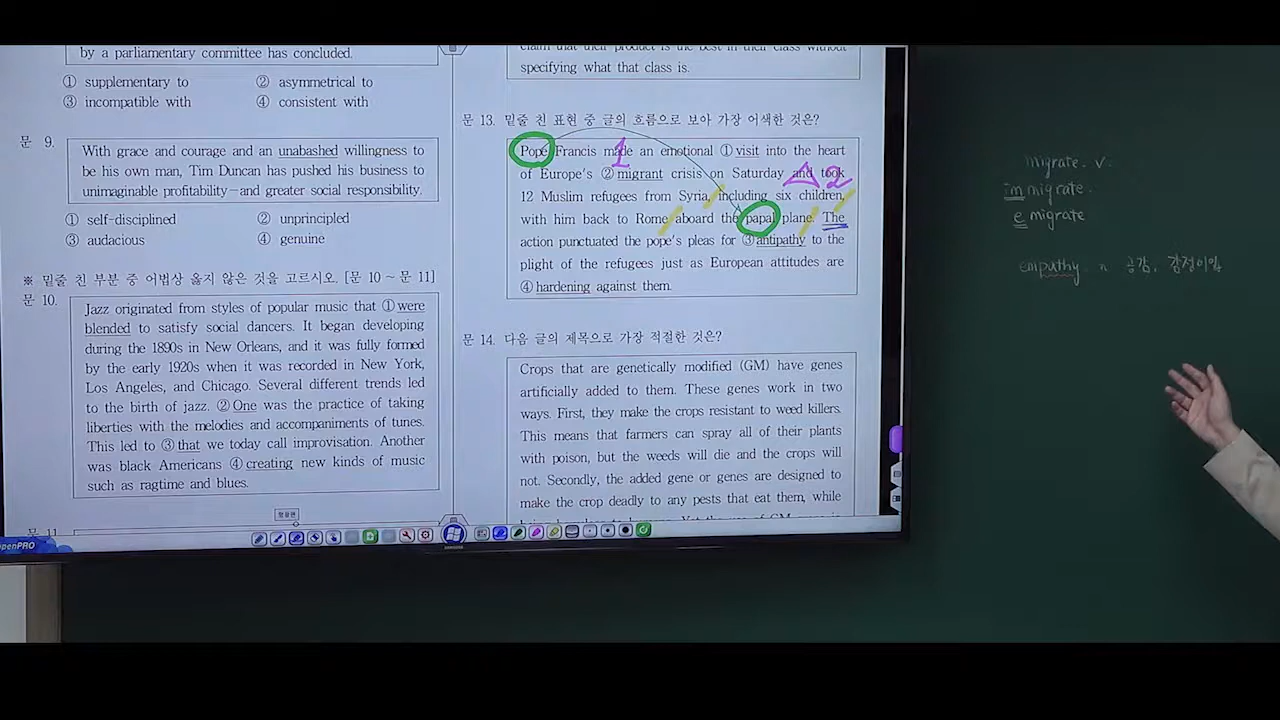 by a parliamentary committee has concluded.
① supplementary to ② asymmetrical to
③ incompatible with ④ consistent with
문 9.
With grace and courage and an unabashed willingness to
be his own man, Tim Duncan has pushed his business to
unimaginable profitability—and greater social responsibility.
① self-disciplined ② unprincipled
③ audacious ④ genuine
※ 밑줄 친 부분 중 어법상 옳지 않은 것을 고르시오. [문 10 ~ 문 11]
문 10.
Jazz originated from styles of popular music that ① were
blended to satisfy social dancers. It began developing
during the 1890s in New Orleans, and it was fully formed
by the early 1920s when it was recorded in New York,
Los Angeles, and Chicago. Several different trends led
to the birth of jazz. ② One was the practice of taking
liberties with the melodies and accompaniments of tunes.
This led to ③ that we today call improvisation. Another
was black Americans ④ creating new kinds of music
such as ragtime and blues.
문 11
claim that their product is the best in their class without
specifying what that class is.
문 13. 밑줄 친 표현 중 글의 흐름으로 보아 가장 어색한 것은?
Pope Francis made an emotional ① visit into the heart
of Europe's ② migrant crisis on Saturday and took
12 Muslim refugees from Syria, including six children,
with him back to Rome aboard the papal plane. The
action punctuated the pope's pleas for ③ antipathy to the
plight of the refugees just as European attitudes are
④ hardening against them.
1
2
문 14. 다음 글의 제목으로 가장 적절한 것은?
Crops that are genetically modified (GM) have genes
artificially added to them. These genes work in two
ways. First, they make the crops resistant to weed killers.
This means that farmers can spray all of their plants
with poison, but the weeds will die and the crops will
not. Secondly, the added gene or genes are designed to
make the crop deadly to any pests that eat them, while
migrate. v.
immigrate.
emigrate
empathy n 공감, 감정이입
OpenPRO
SAMSUNG